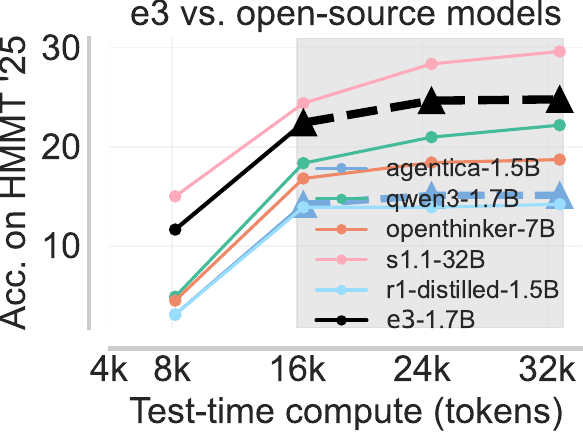 e3 vs. open-source models
Acc. on HMMT '25
30
20
10
agentica-1.5B
qwen3-1.7B
openthinker-7B
s1.1-32B
r1-distilled-1.5B
e3-1.7B
4k 8k 16k 24k 32k
Test-time compute (tokens)